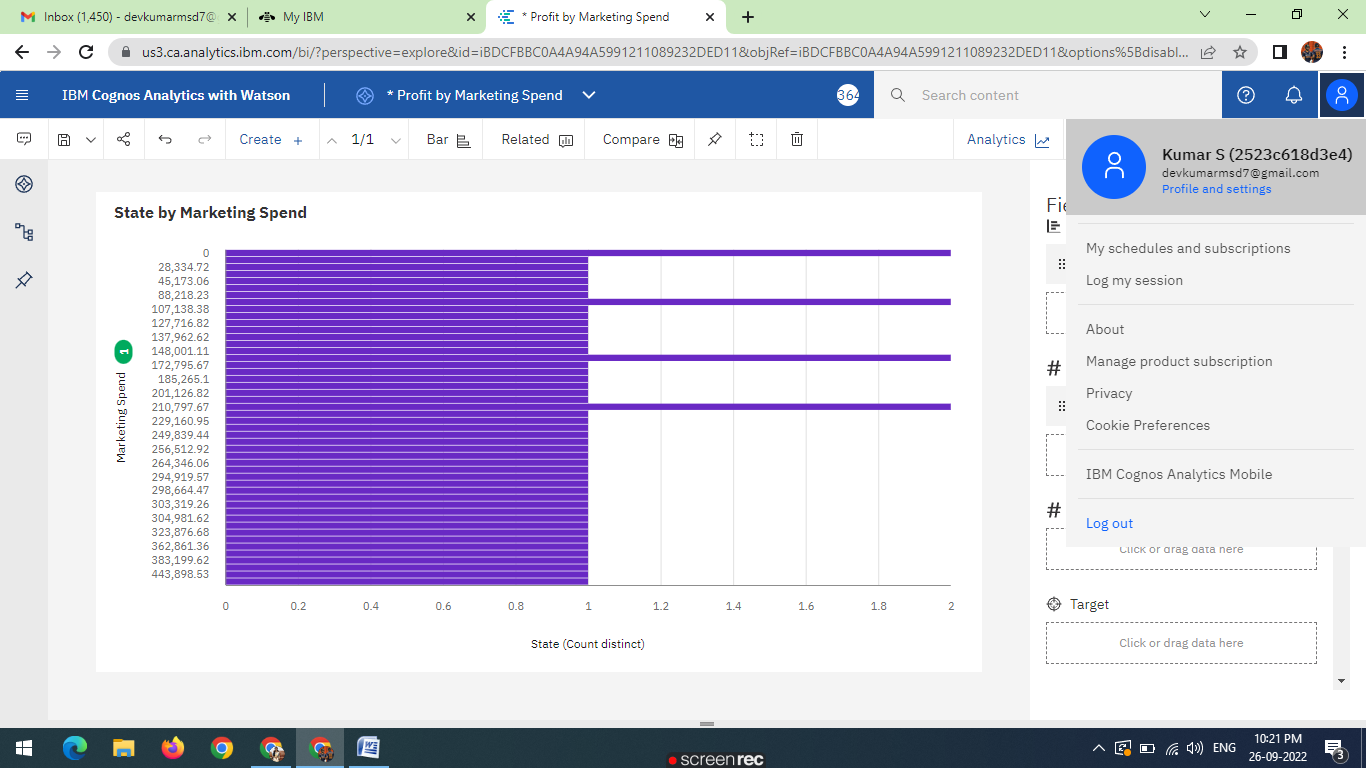 Inbox (1,450) - devkumarmsd7@
My IBM
* Profit by Marketing Spend
us3.ca.analytics.ibm.com/bi/?perspective=explore&id=iBDCFBBC0A4A94A5991211089232DED11&objRef=iBDCFBBC0A4A94A5991211089232DED11&options%5Bdisabl...
IBM Cognos Analytics with Watson
* Profit by Marketing Spend
364
Search content
Create +
1/1
Bar
Related
Compare
Analytics
Kumar S (2523c618d3e4)
devkumarmsd7@gmail.com
Profile and settings
My schedules and subscriptions
Log my session
About
Manage product subscription
Privacy
Cookie Preferences
IBM Cognos Analytics Mobile
Log out
Fie
#
#
Click or drag data here
Target
Click or drag data here
State by Marketing Spend
Marketing Spend
1
0
28,334.72
45,173.06
88,218.23
107,138.38
127,716.82
137,962.62
148,001.11
172,795.67
185,265.1
201,126.82
210,797.67
229,160.95
249,839.44
256,512.92
264,346.06
294,919.57
298,664.47
303,319.26
304,981.62
323,876.68
362,861.36
383,199.62
443,898.53
0 0.2 0.4 0.6 0.8 1 1.2 1.4 1.6 1.8 2
State (Count distinct)
ENG
10:21 PM
26-09-2022
3
screenrec